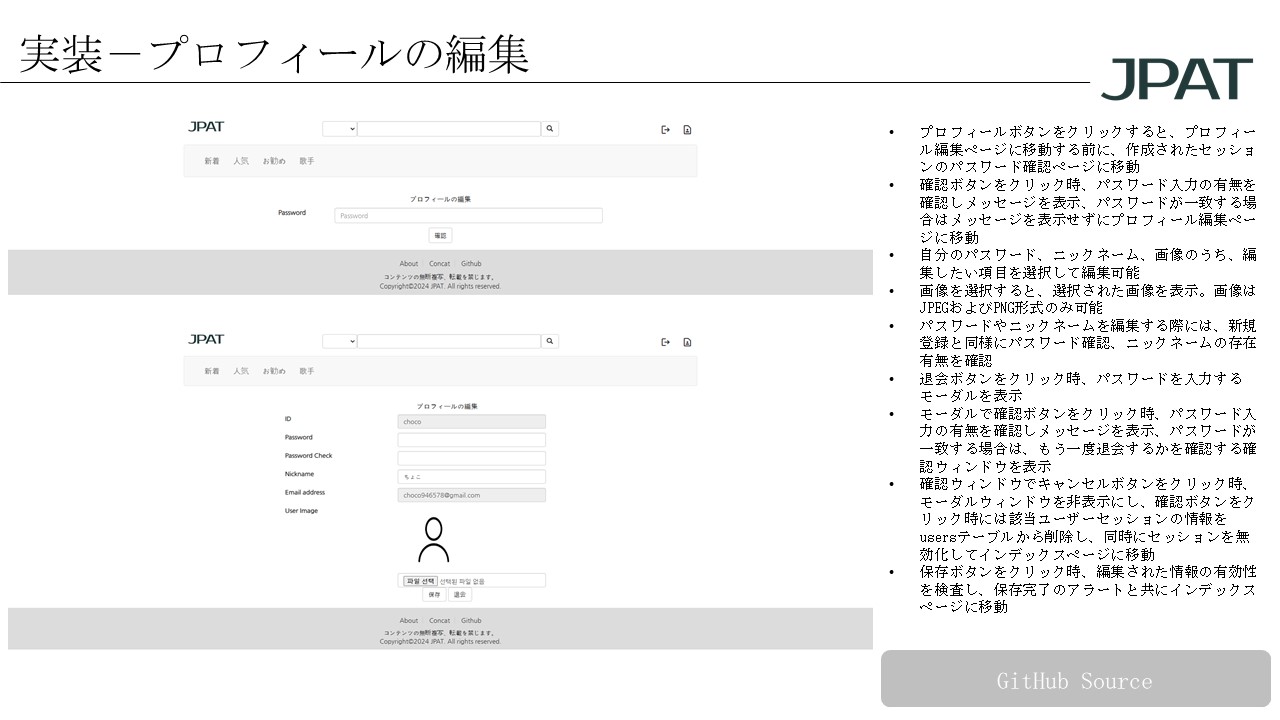 実装－プロフィールの編集
JPAT
JPAT
新着 人気 お勧め 歌手
プロフィールの編集
Password Password
確認
About Concat Github
コンテンツの無断複写、転載を禁じます。
Copyright©2024 JPAT. All rights reserved.
JPAT
新着 人気 お勧め 歌手
プロフィールの編集
ID choco
Password
Password Check
Nickname ちょこ
Email address choco946578@gmail.com
User Image
파일 선택 선택된 파일 없음
保存 退会
About Concat Github
コンテンツの無断複写、転載を禁じます。
Copyright©2024 JPAT. All rights reserved.
• プロフィールボタンをクリックすると、プロフィー
ル編集ページに移動する前に、作成されたセッショ
ンのパスワード確認ページに移動
• 確認ボタンをクリック時、パスワード入力の有無を
確認しメッセージを表示、パスワードが一致する場
合はメッセージを表示せずにプロフィール編集ペー
ジに移動
• 自分のパスワード、ニックネーム、画像のうち、編
集したい項目を選択して編集可能
• 画像を選択すると、選択された画像を表示。画像は
JPEGおよびPNG形式のみ可能
• パスワードやニックネームを編集する際には、新規
登録と同様にパスワード確認、ニックネームの存在
有無を確認
• 退会ボタンをクリック時、パスワードを入力する
モーダルを表示
• モーダルで確認ボタンをクリック時、パスワード入
力の有無を確認しメッセージを表示、パスワードが
一致する場合は、もう一度退会するかを確認する確
認ウィンドウを表示
• 確認ウィンドウでキャンセルボタンをクリック時、
モーダルウィンドウを非表示にし、確認ボタンをク
リック時には該当ユーザーセッションの情報を
usersテーブルから削除し、同時にセッションを無
効化してインデックスページに移動
• 保存ボタンをクリック時、編集された情報の有効性
を検査し、保存完了のアラートと共にインデックス
ページに移動
GitHub Source